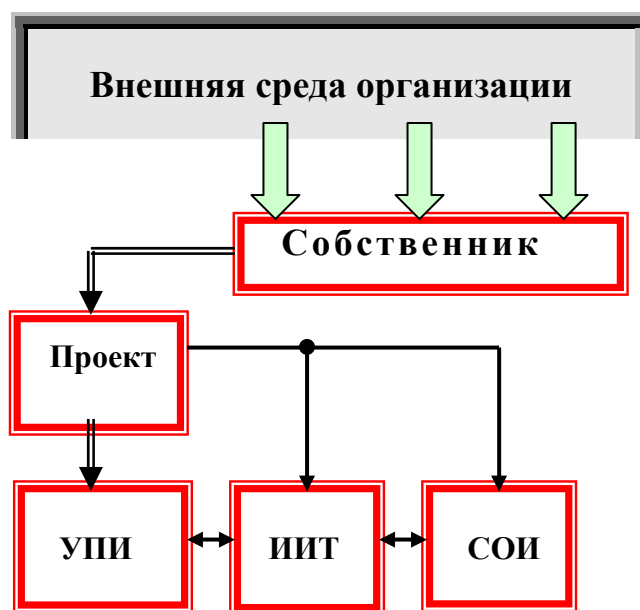 Внешняя среда организации
Собственник
Проект
УПИ
ИИТ
СОИ